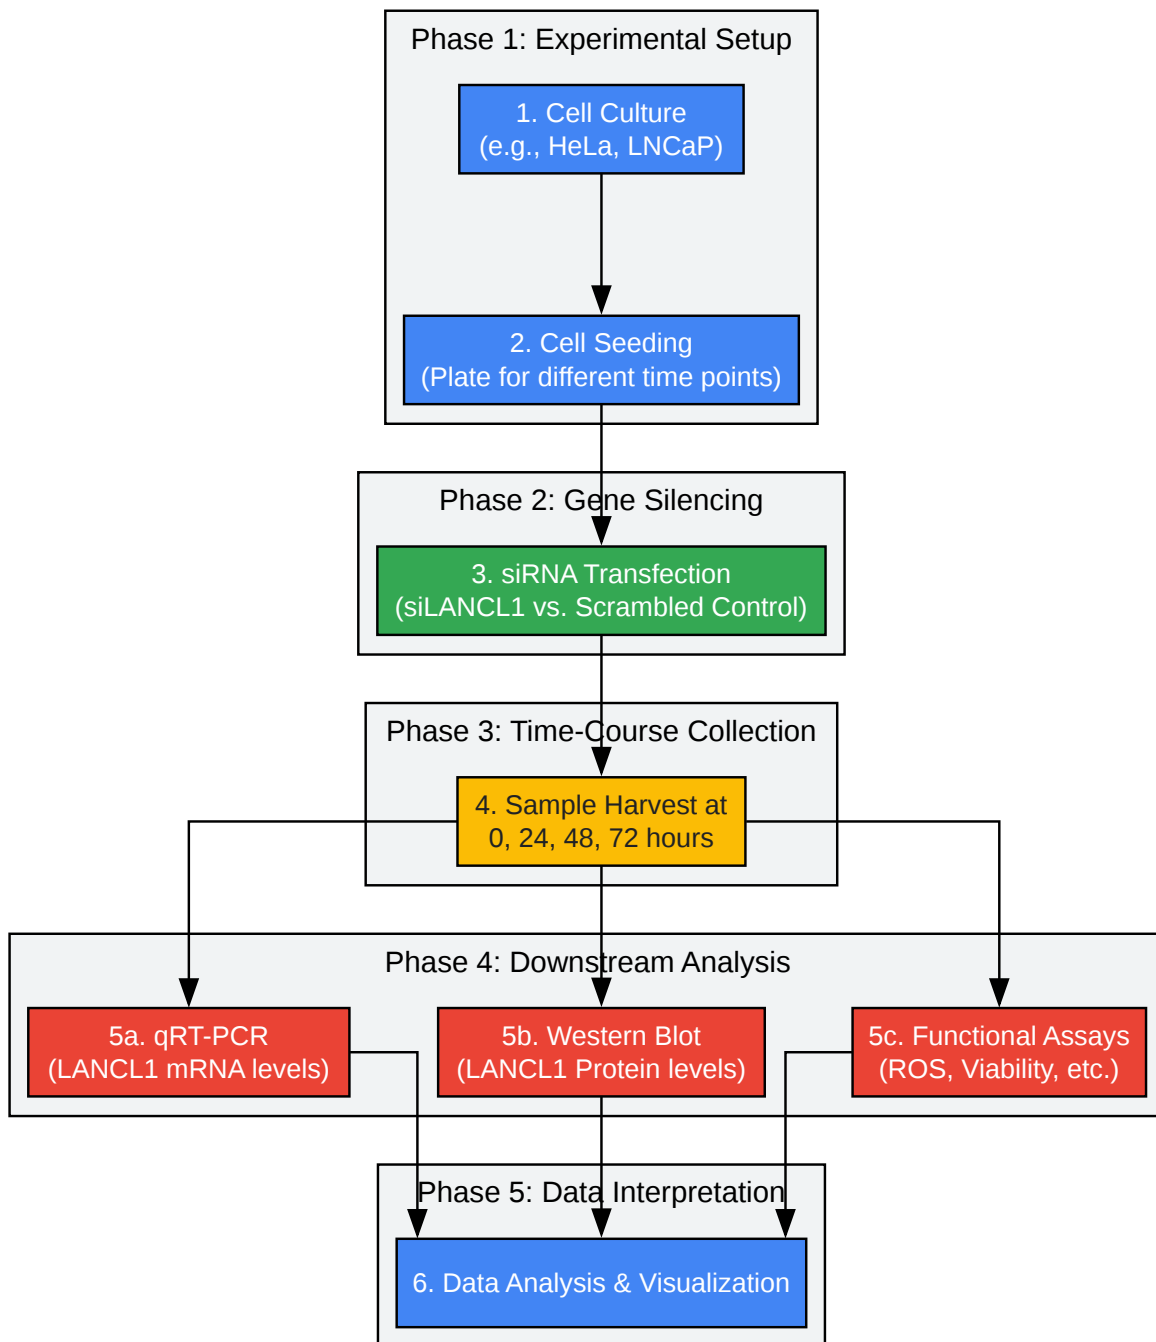 Phase 1: Experimental Setup
1. Cell Culture
(e.g., HeLa, LNCaP)
2. Cell Seeding
(Plate for different time points)
Phase 2: Gene Silencing
3. siRNA Transfection
(siLANCL1 vs. Scrambled Control)
Phase 3: Time-Course Collection
4. Sample Harvest at
0, 24, 48, 72 hours
Phase 4: Downstream Analysis
5a. qRT-PCR
(LANCL1 mRNA levels)
5b. Western Blot
(LANCL1 Protein levels)
5c. Functional Assays
(ROS, Viability, etc.)
Phase 5: Data Interpretation
6. Data Analysis & Visualization